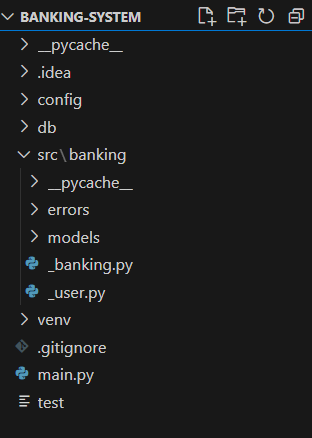 BANKING-SYSTEM
__pycache__
.idea
config
db
src\banking
__pycache__
errors
models
_banking.py
_user.py
venv
.gitignore
main.py
test